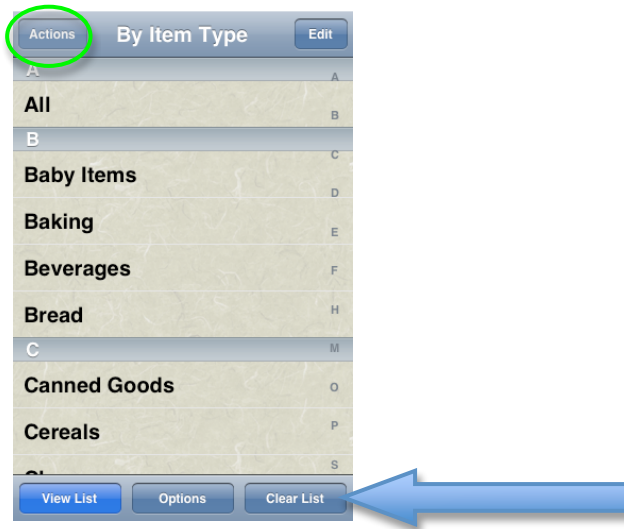 Actions By Item Type Edit
A
A
All
B
B
C
Baby Items
D
Baking
E
Beverages
F
Bread
H
C
M
Canned Goods
O
Cereals
P
S
View List Options Clear List